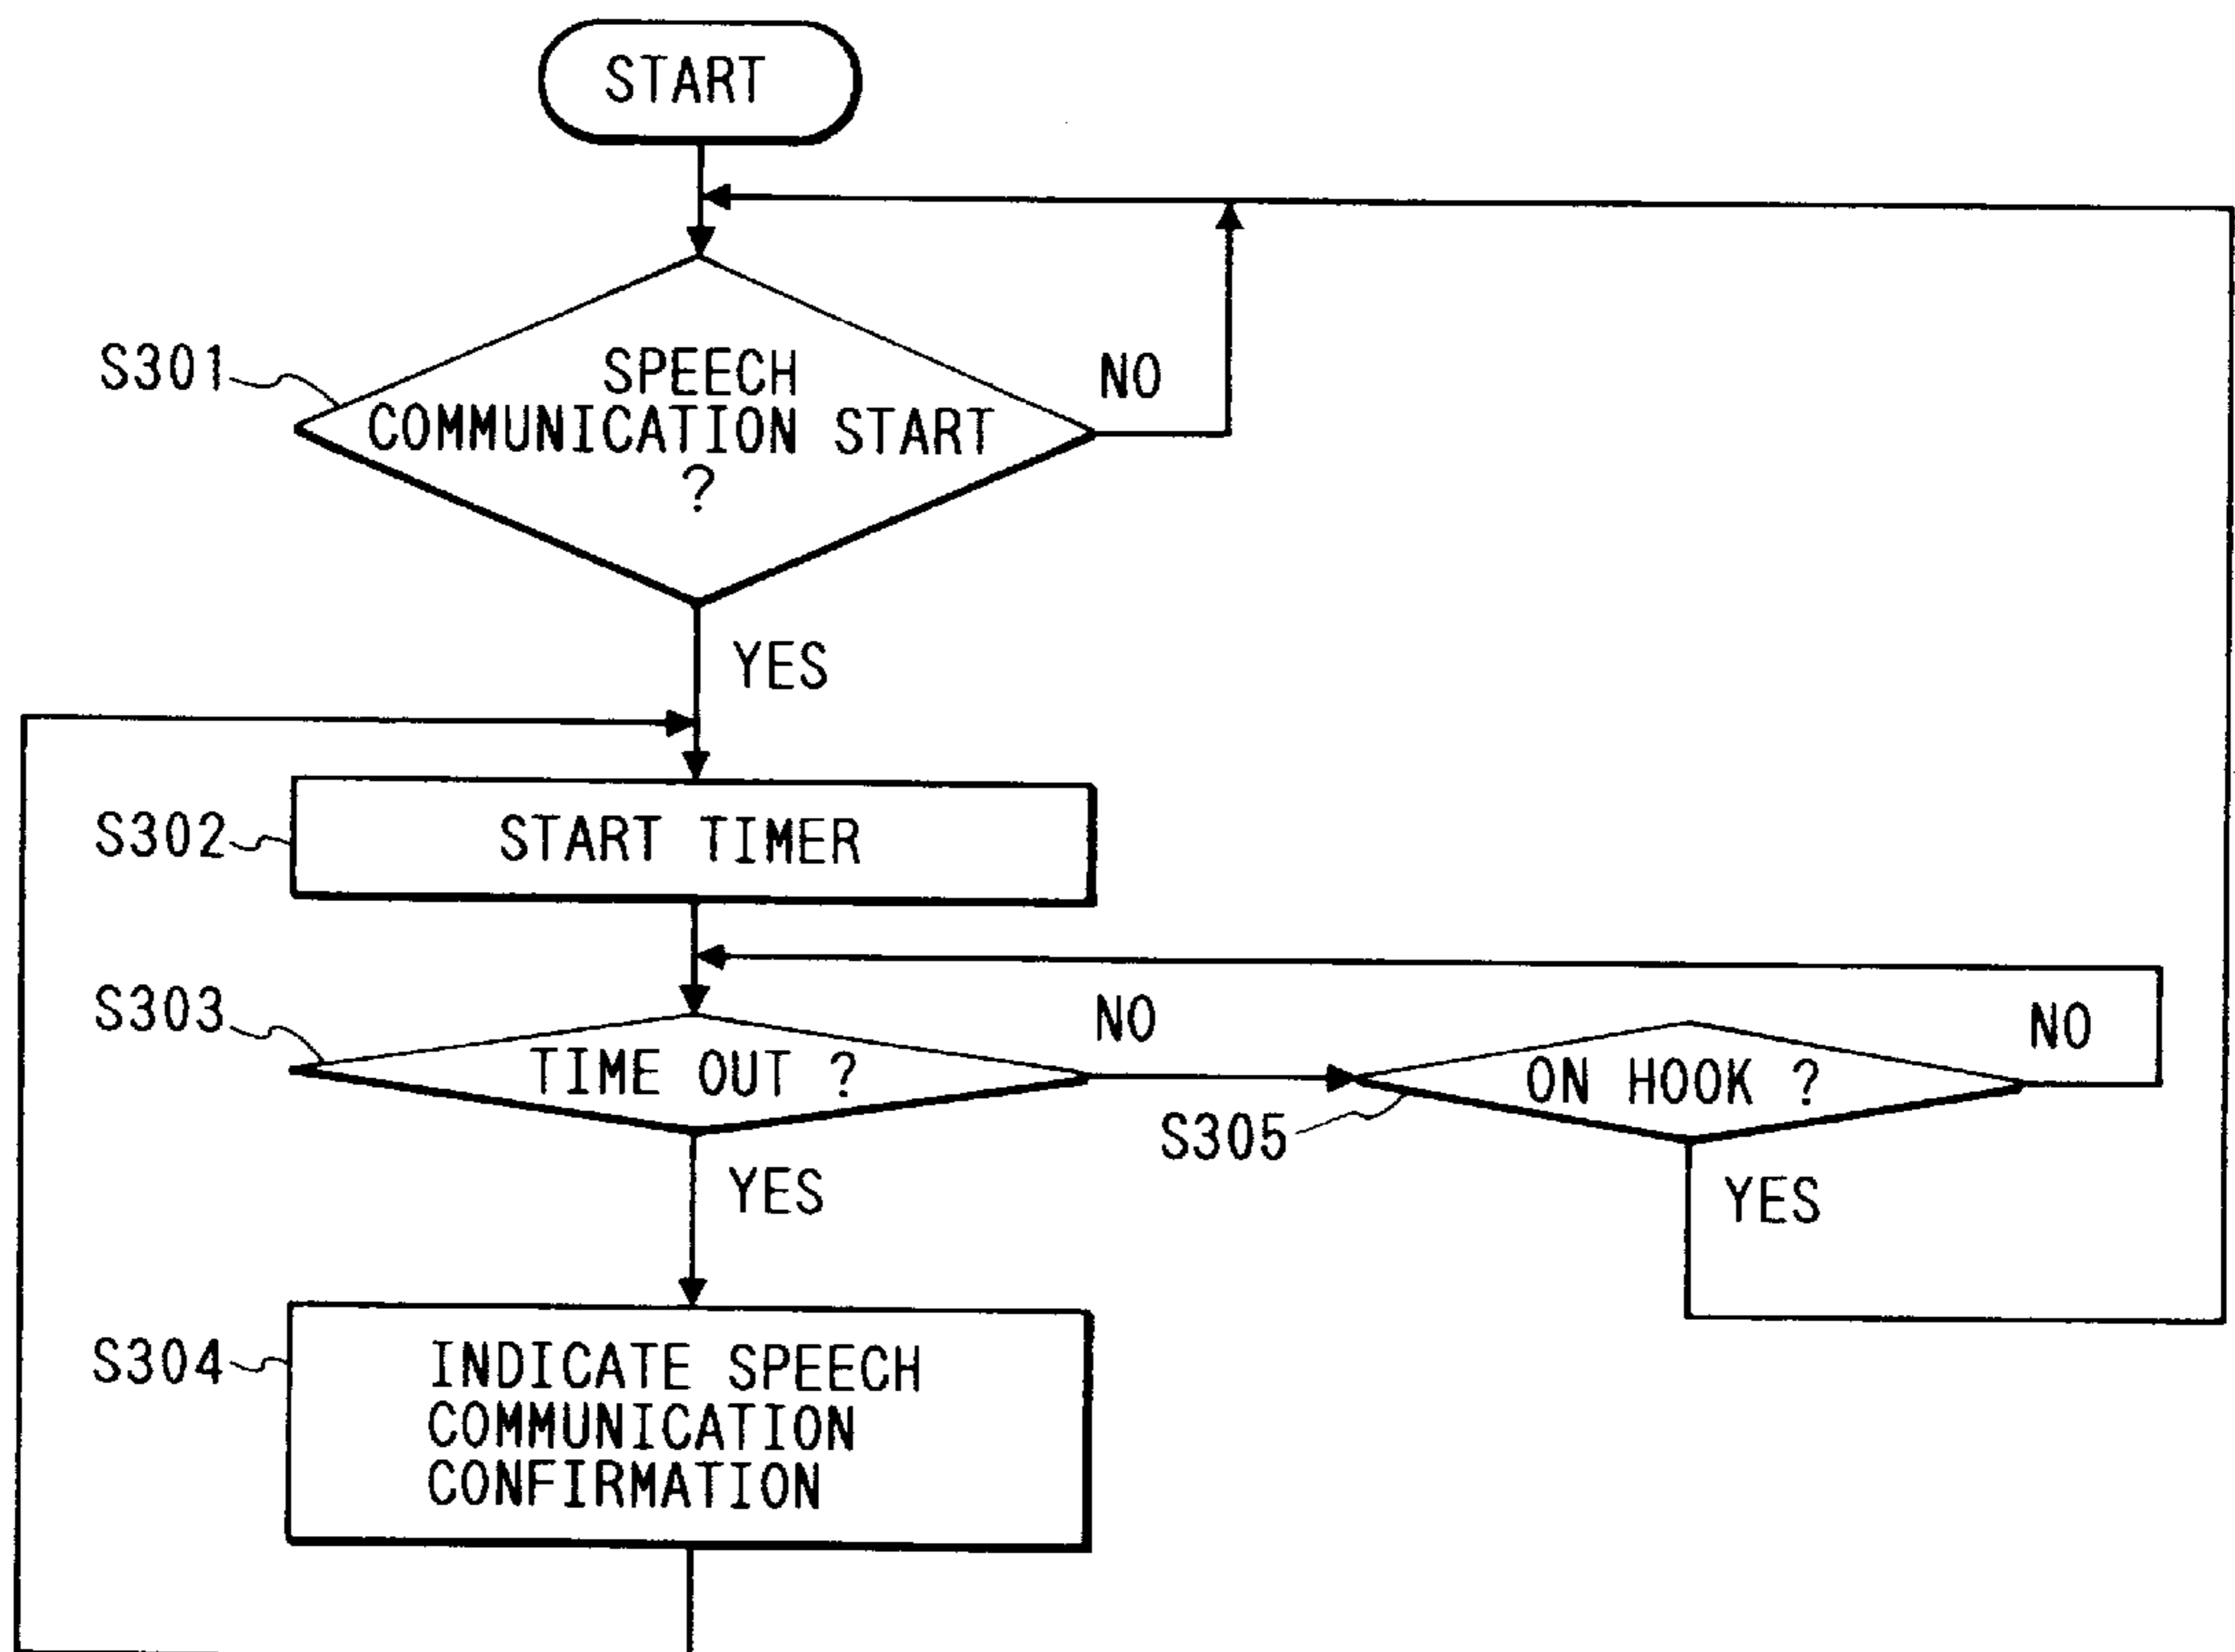 START
S301
SPEECH
COMMUNICATION START
?
NO
YES
S302
START TIMER
S303
TIME OUT ?
NO
ON HOOK ?
NO
S305
YES
YES
S304
INDICATE SPEECH
COMMUNICATION
CONFIRMATION